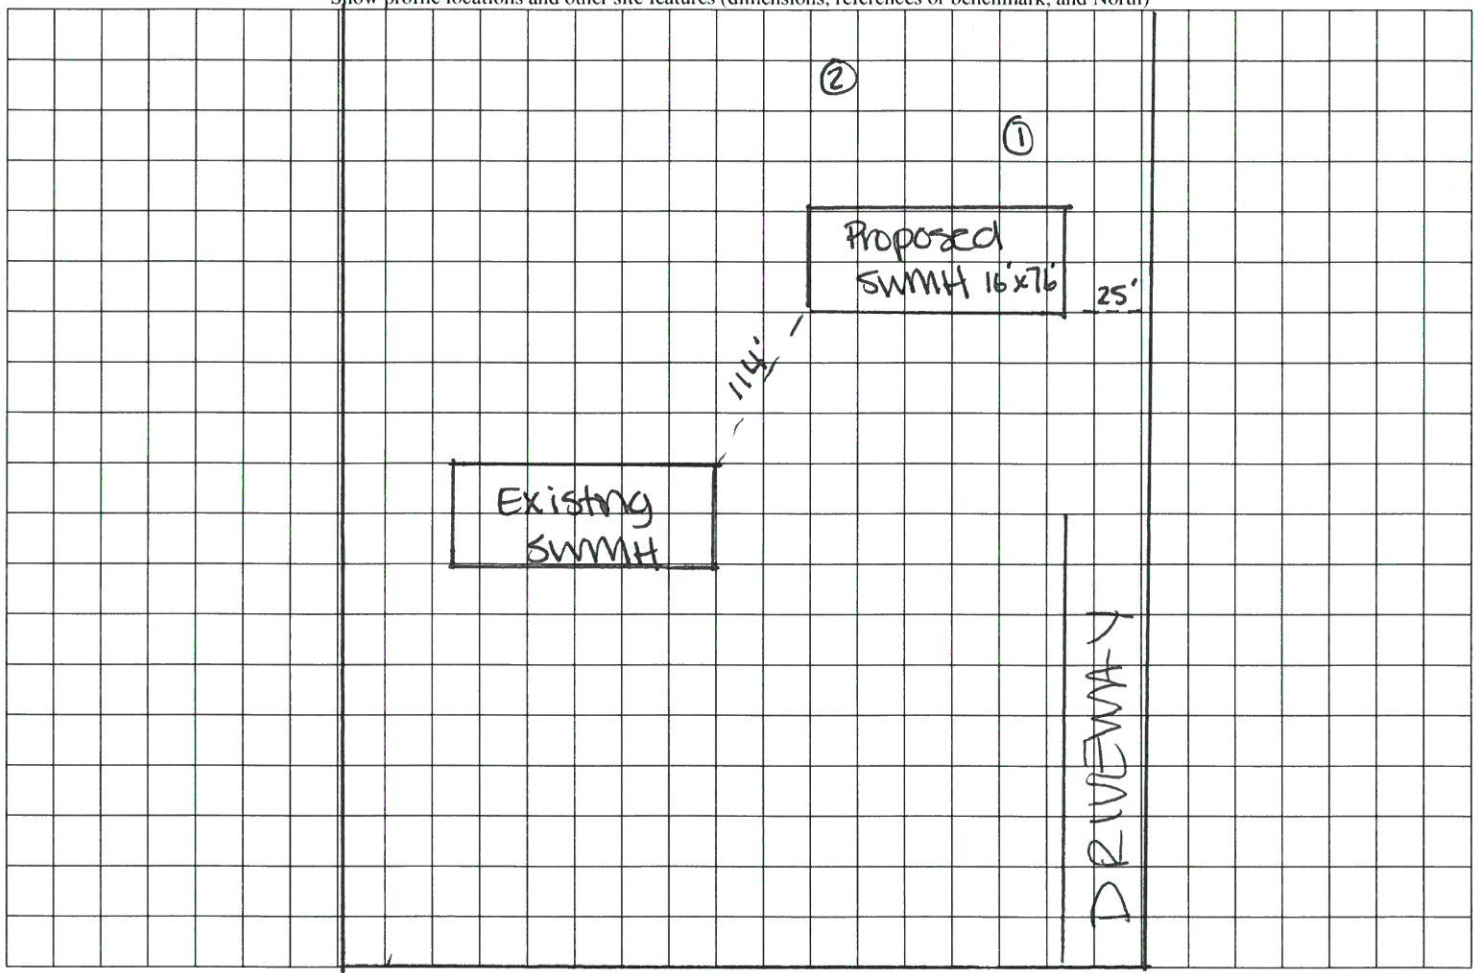 Show profile locations and other site features (dimensions, references or benchmark, and North)
②
①
Proposed
SWMH 16'x76'
25'
114'
Existing
SWMH
DRIVEWAY